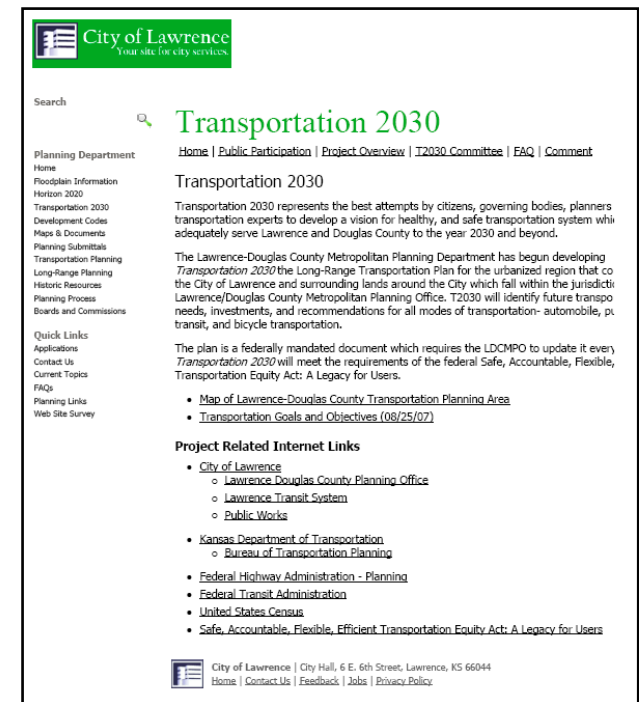 City of Lawrence
Your site for city services.
Search
Planning Department
Home
Floodplain Information
Horizon 2020
Transportation 2030
Development Codes
Maps & Documents
Planning Submittals
Transportation Planning
Long-Range Planning
Historic Resources
Planning Process
Boards and Commissions
Quick Links
Applications
Contact Us
Current Topics
FAQs
Planning Links
Web Site Survey
Transportation 2030
Home | Public Participation | Project Overview | T2030 Committee | FAQ | Comment
Transportation 2030
Transportation 2030 represents the best attempts by citizens, governing bodies, planners
transportation experts to develop a vision for healthy, and safe transportation system
adequately serve Lawrence and Douglas County to the year 2030 and beyond.
The Lawrence-Douglas County Metropolitan Planning Department has begun developing
Transportation 2030 the Long-Range Transportation Plan for the urbanized region that
the City of Lawrence and surrounding lands around the City which fall within the
Lawrence/Douglas County Metropolitan Planning Office. T2030 will identify future
needs, investments, and recommendations for all modes of transportation- automobile,
transit, and bicycle transportation.
The plan is a federally mandated document which requires the LDCMPO to update it every
Transportation 2030 will meet the requirements of the federal Safe, Accountable, Flexible,
Transportation Equity Act: A Legacy for Users.
• Map of Lawrence-Douglas County Transportation Planning Area
• Transportation Goals and Objectives (08/25/07)
Project Related Internet Links
• City of Lawrence
o Lawrence Douglas County Planning Office
o Lawrence Transit System
o Public Works
• Kansas Department of Transportation
o Bureau of Transportation Planning
• Federal Highway Administration - Planning
• Federal Transit Administration
• United States Census
• Safe, Accountable, Flexible, Efficient Transportation Equity Act: A Legacy for Users
City of Lawrence | City Hall, 6 E. 6th Street, Lawrence, KS 66044
Home | Contact Us | Feedback | Jobs | Privacy Policy